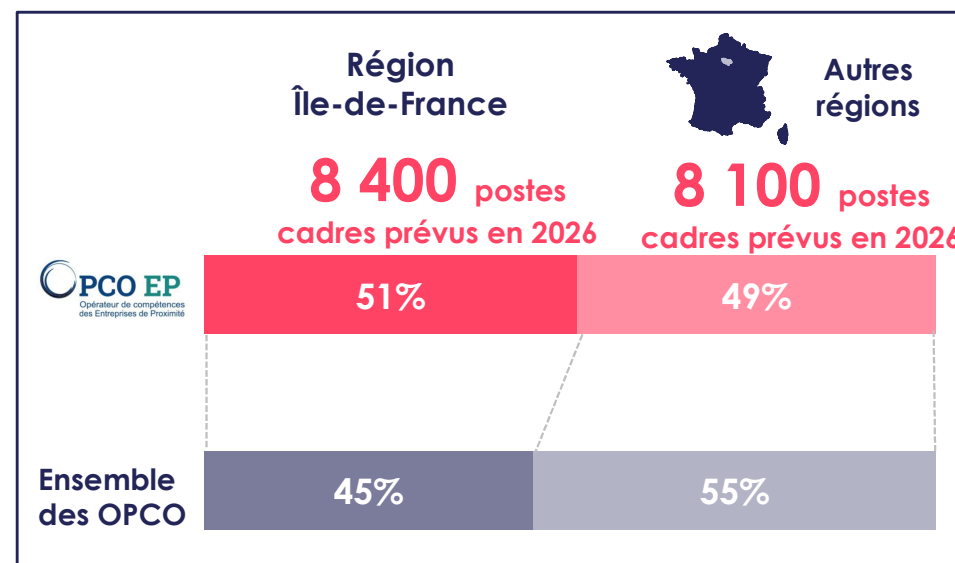 Région
Île-de-France
Autres
régions
8 400 postes
cadres prévus en 2026
8 100 postes
cadres prévus en 2026
OPCO EP
Opérateur de compétences
des Entreprises de Proximité
51%
49%
Ensemble
des OPCO
45%
55%